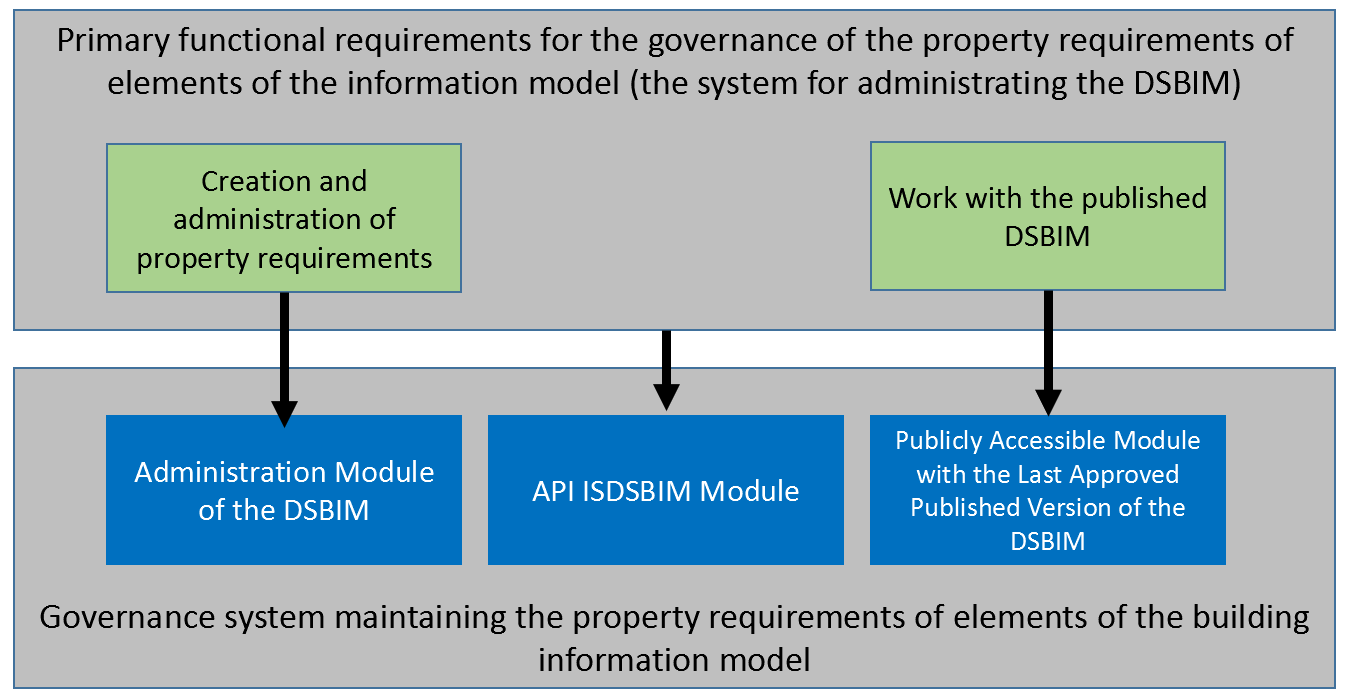 Primary functional requirements for the governance of the property requirements of
elements of the information model (the system for administrating the DSBIM)
Creation and
administration of
property requirements
Work with the published
DSBIM
Administration Module
of the DSBIM
API ISDSBIM Module
Publicly Accessible Module
with the Last Approved
Published Version of the
DSBIM
Governance system maintaining the property requirements of elements of the building
information model